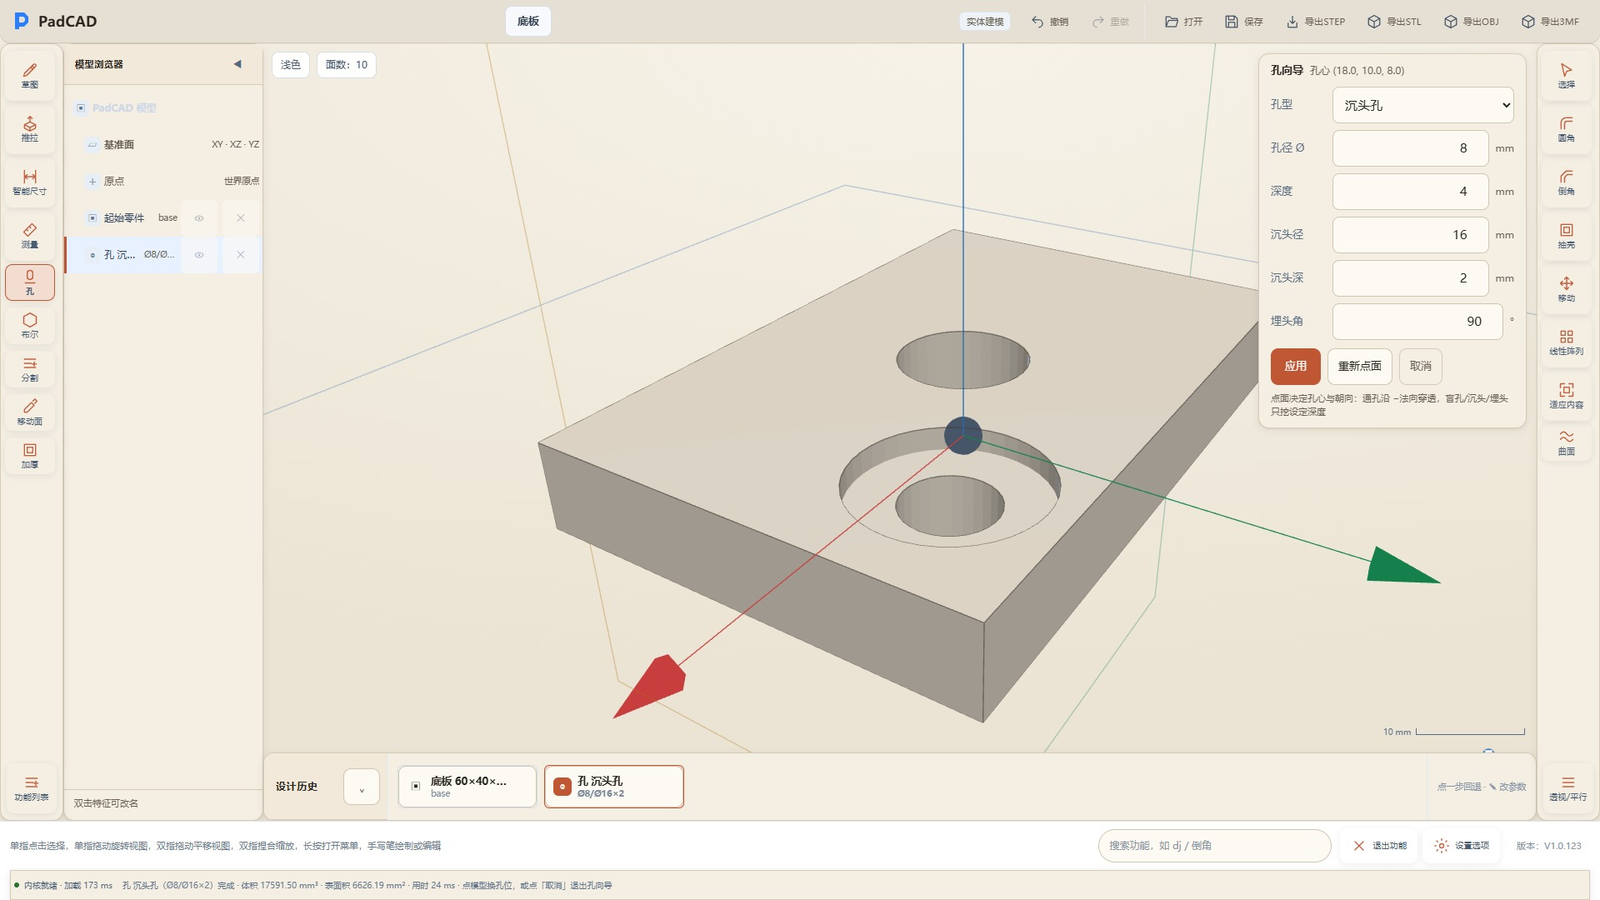 PadCAD
底板
实体建模
撤销
重做
打开
保存
导出STEP
导出STL
导出OBJ
导出3MF
草图
推拉
智能尺寸
测量
孔
布尔
分割
移动面
加厚
功能列表
模型浏览器
PadCAD 模型
基准面 XY · XZ · YZ
原点 世界原点
起始零件 base
孔 沉... Ø8/Ø...
双击特征可改名
浅色
面数：10
孔向导 孔心 (18.0, 10.0, 8.0)
孔型 沉头孔
孔径 Ø 8 mm
深度 4 mm
沉头径 16 mm
沉头深 2 mm
埋头角 90 °
应用 重新点面 取消
点面决定孔心与朝向：通孔沿 −法向穿透，盲孔/沉头/埋头
只挖设定深度
10 mm
选择
圆角
倒角
抽壳
移动
线性阵列
适应内容
曲面
透视/平行
设计历史
底板 60×40×...
base
孔 沉头孔
Ø8/Ø16×2
点一步回退 · ✎ 改参数
单指点击选择，单指拖动旋转视图，双指拖动平移视图，双指捏合缩放，长按打开菜单，手写笔绘制或编辑
搜索功能，如 dj / 倒角
退出功能
设置选项
版本：V1.0.123
内核就绪 · 加载 173 ms 孔 沉头孔（Ø8/Ø16×2）完成 · 体积 17591.50 mm³ · 表面积 6626.19 mm² · 用时 24 ms · 点模型换孔位，或点「取消」退出孔向导